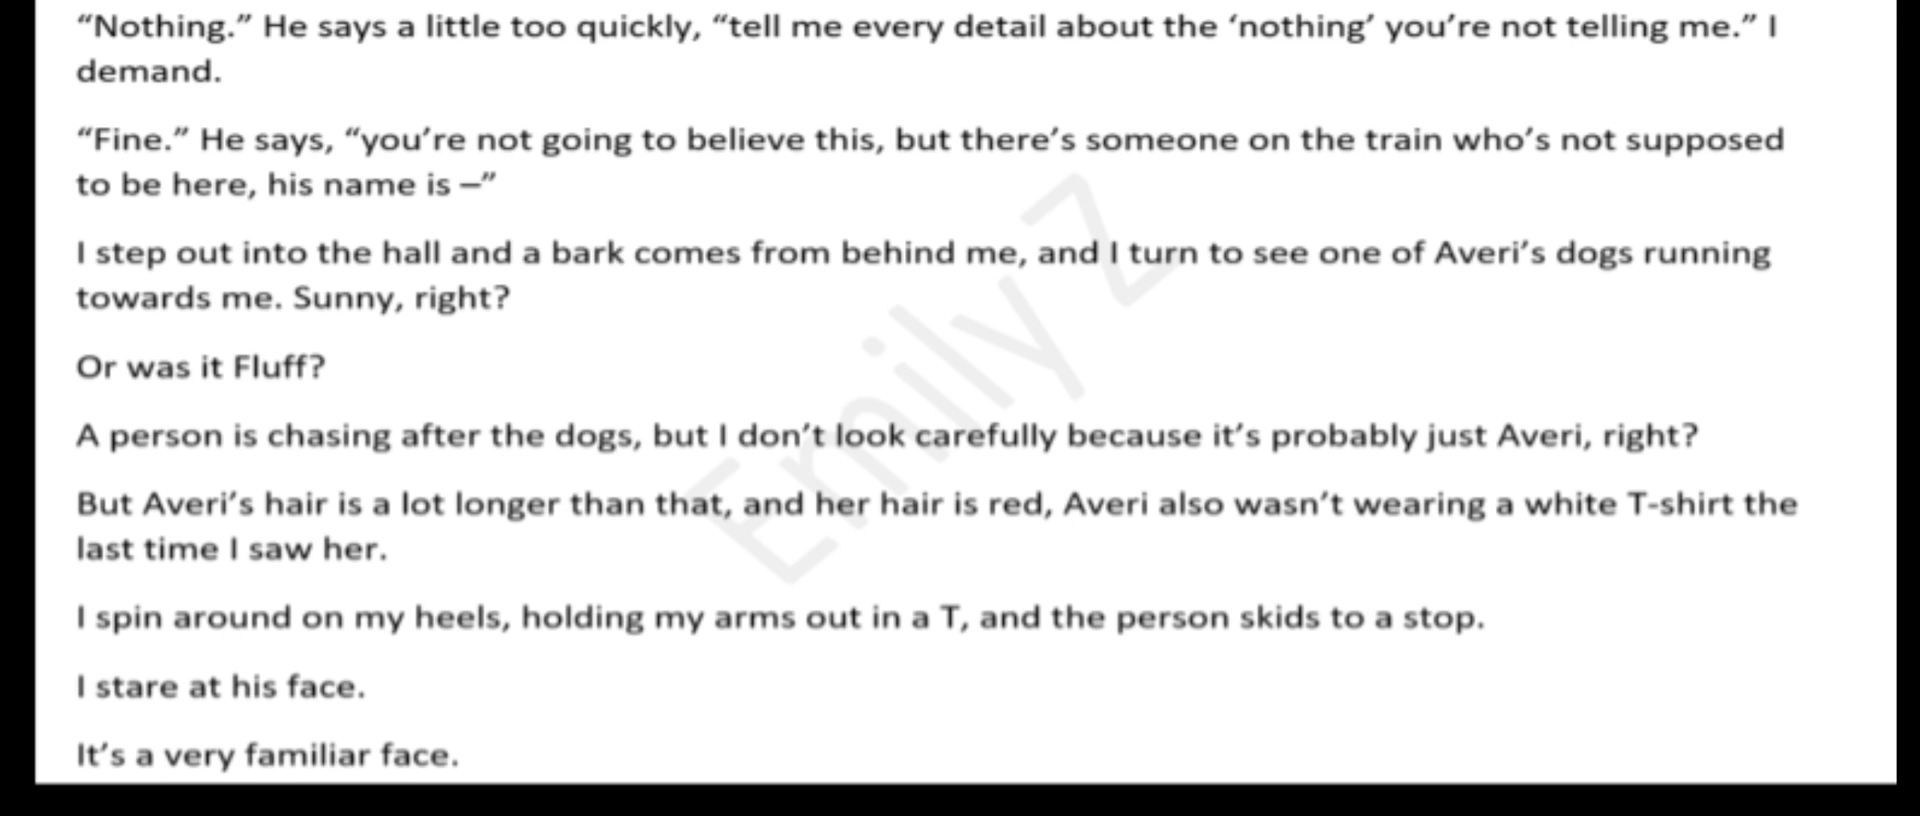 “Nothing.” He says a little too quickly, “tell me every detail about the ‘nothing’ you’re not telling me.” I
demand.
“Fine.” He says, “you’re not going to believe this, but there’s someone on the train who’s not supposed
to be here, his name is –”
I step out into the hall and a bark comes from behind me, and I turn to see one of Averi’s dogs running
towards me. Sunny, right?
Or was it Fluff?
A person is chasing after the dogs, but I don’t look carefully because it’s probably just Averi, right?
But Averi’s hair is a lot longer than that, and her hair is red, Averi also wasn’t wearing a white T-shirt the
last time I saw her.
I spin around on my heels, holding my arms out in a T, and the person skids to a stop.
I stare at his face.
It’s a very familiar face.
Emily Z